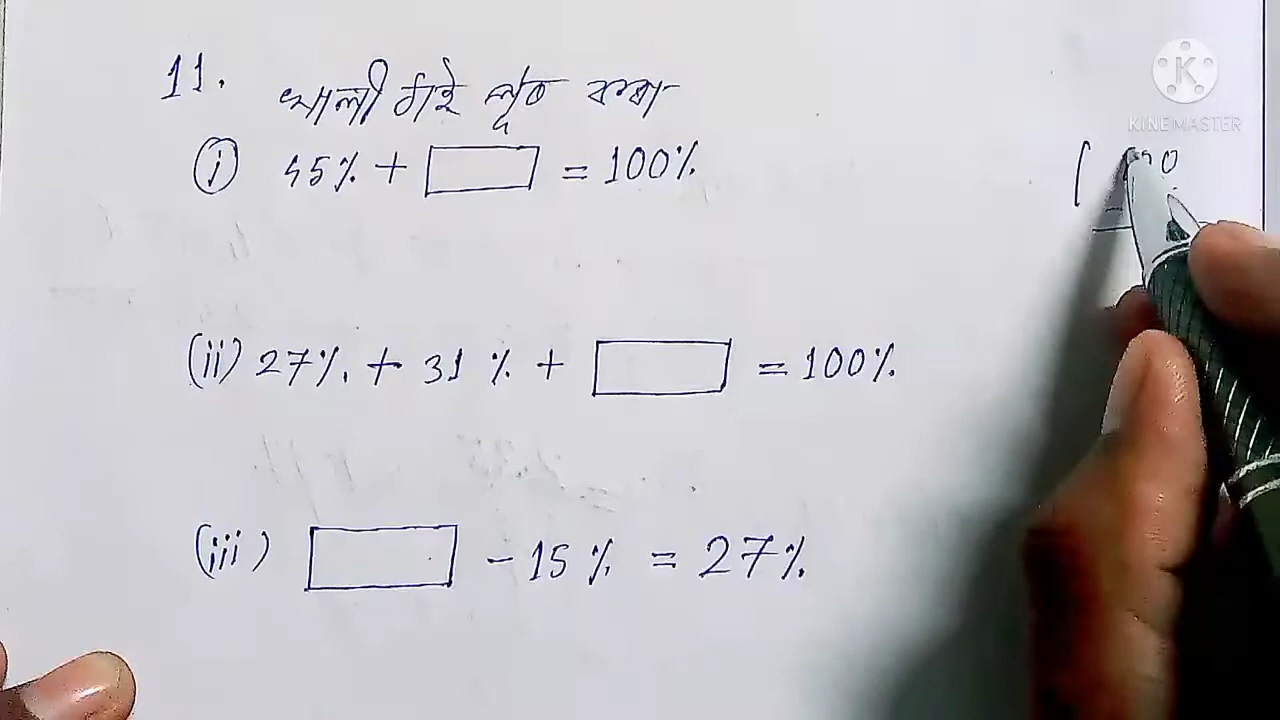 11. খালী ঠাই পূৰ কৰা
(i) 45% + = 100%
(ii) 27% + 31% + = 100%
(iii) - 15% = 27%
KINEMASTER